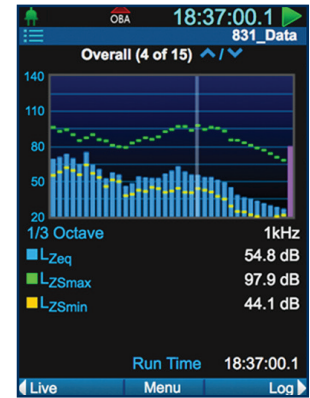 OBA 18:37:00.1
831_Data
Overall (4 of 15) /
140
110
80
50
20
1/3 Octave 1kHz
LZeq 54.8 dB
LZSmax 97.9 dB
LZSmin 44.1 dB
Run Time 18:37:00.1
Live Menu Log